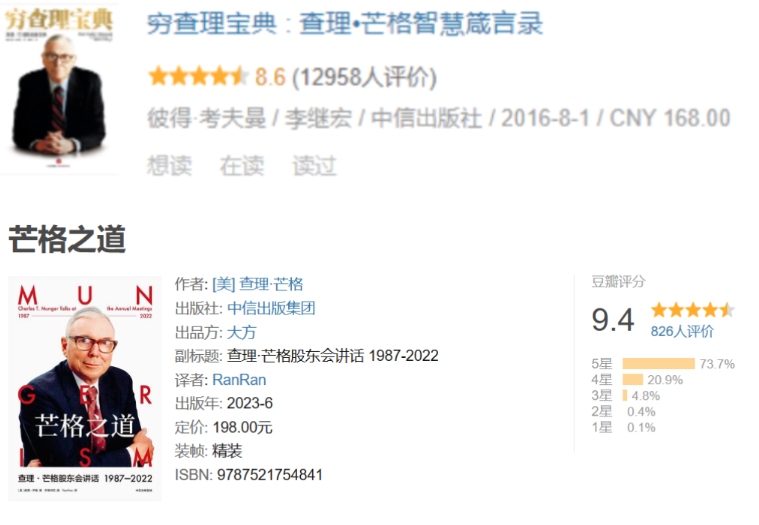 穷查理宝典
穷查理宝典 : 查理•芒格智慧箴言录
8.6 (12958人评价)
彼得·考夫曼 / 李继宏 / 中信出版社 / 2016-8-1 / CNY 168.00
想读 在读 读过
芒格之道
MUN
Charles T. Munger Talks at the Annual Meetings
1987 2022
GER
芒格之道
ISM
查理·芒格股东会讲话 1987—2022
作者: [美] 查理·芒格
出版社: 中信出版集团
出品方: 大方
副标题: 查理·芒格股东会讲话 1987-2022
译者: RanRan
出版年: 2023-6
定价: 198.00元
装帧: 精装
ISBN: 9787521754841
豆瓣评分
9.4
826人评价
5星 73.7%
4星 20.9%
3星 4.8%
2星 0.4%
1星 0.1%